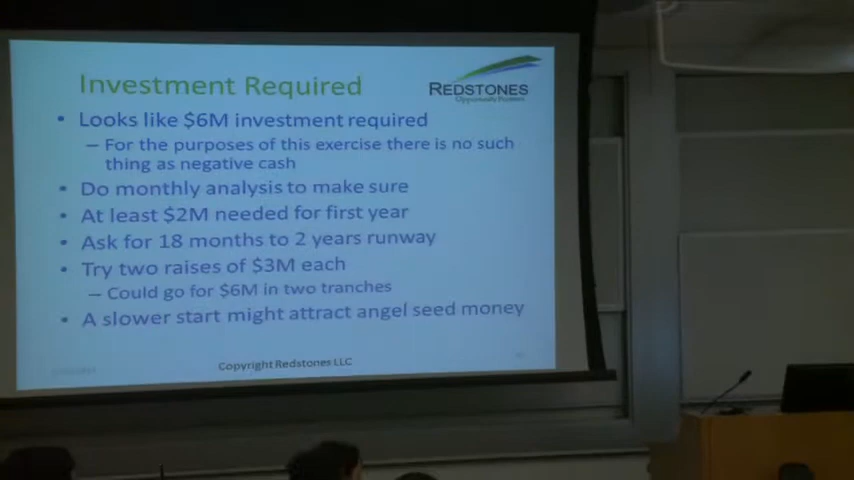 Investment Required
REDSTONES
Opportunity Partners
• Looks like $6M investment required
– For the purposes of this exercise there is no such
thing as negative cash
• Do monthly analysis to make sure
• At least $2M needed for first year
• Ask for 18 months to 2 years runway
• Try two raises of $3M each
– Could go for $6M in two tranches
• A slower start might attract angel seed money
Copyright Redstones LLC